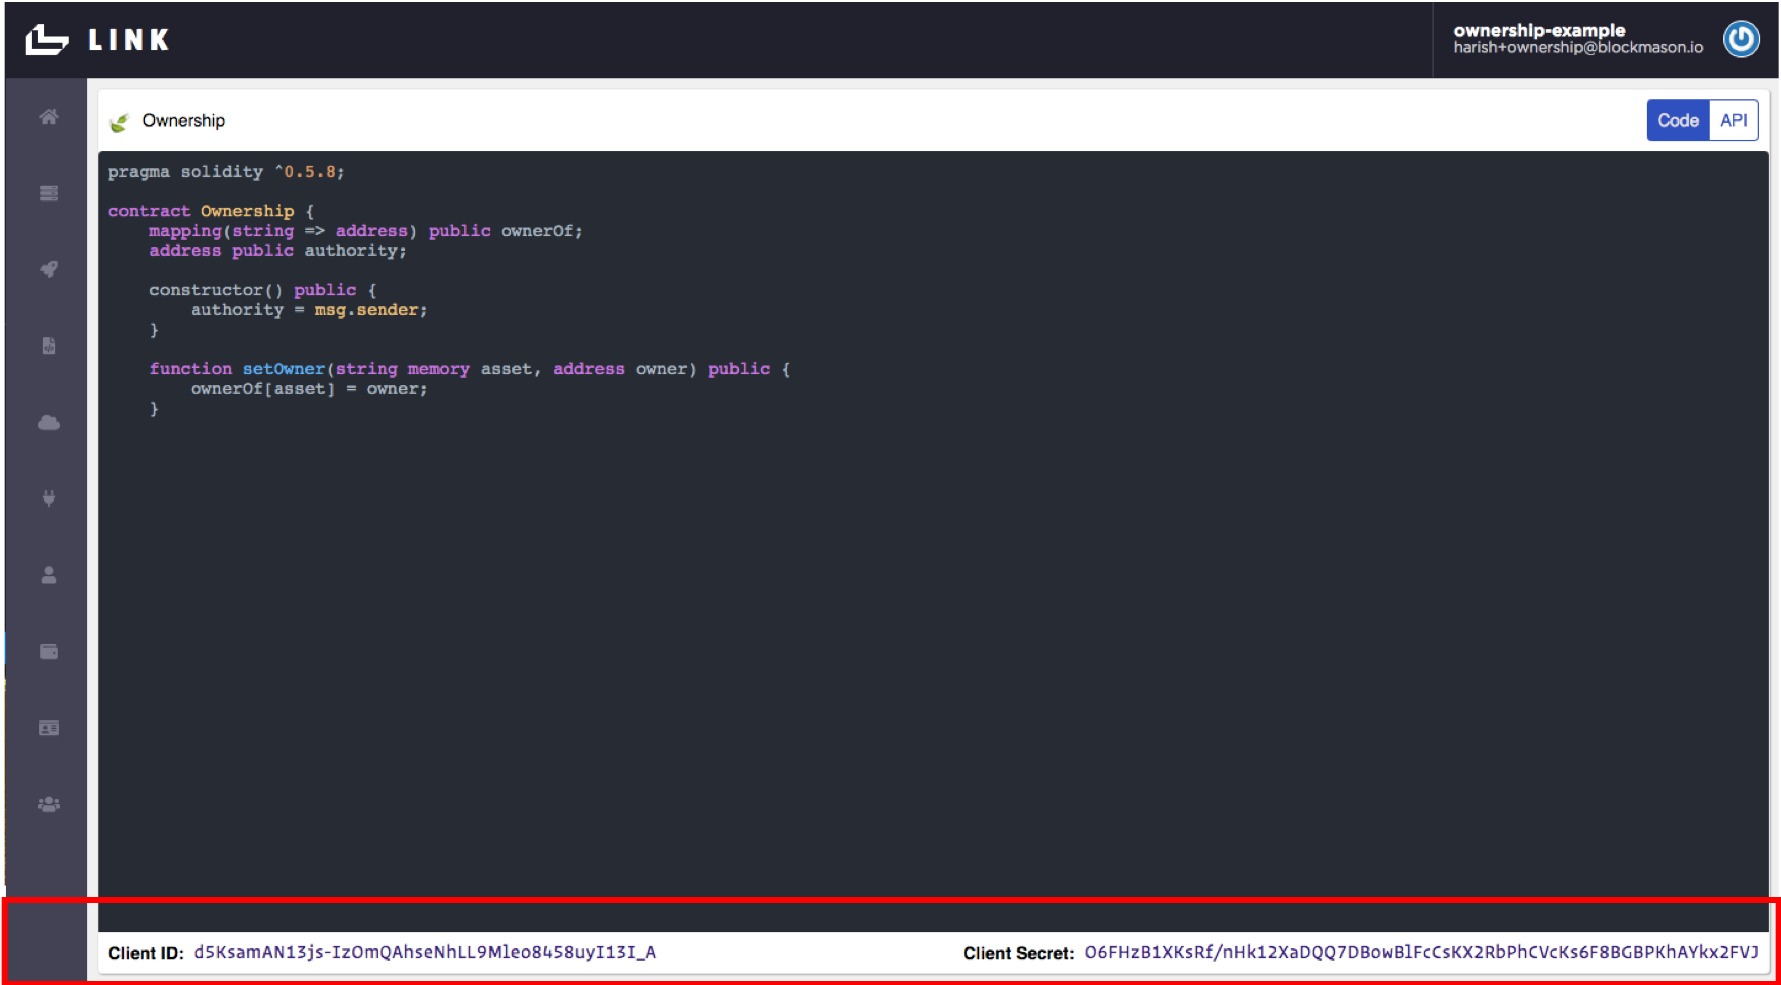 LINK
ownership-example
harish+ownership@blockmason.io
Ownership
Code API
pragma solidity ^0.5.8;
contract Ownership {
    mapping(string => address) public ownerOf;
    address public authority;
    constructor() public {
        authority = msg.sender;
    }
    function setOwner(string memory asset, address owner) public {
        ownerOf[asset] = owner;
    }
Client ID: d5KsamAN13js-IzOmQAhseNhLL9Mleo8458uyI13I_A
Client Secret: O6FHzB1XKsRf/nHk12XaDQQ7DBowBlFcCsKX2RbPhCVcKs6F8BGBPKhAYkx2FVJ